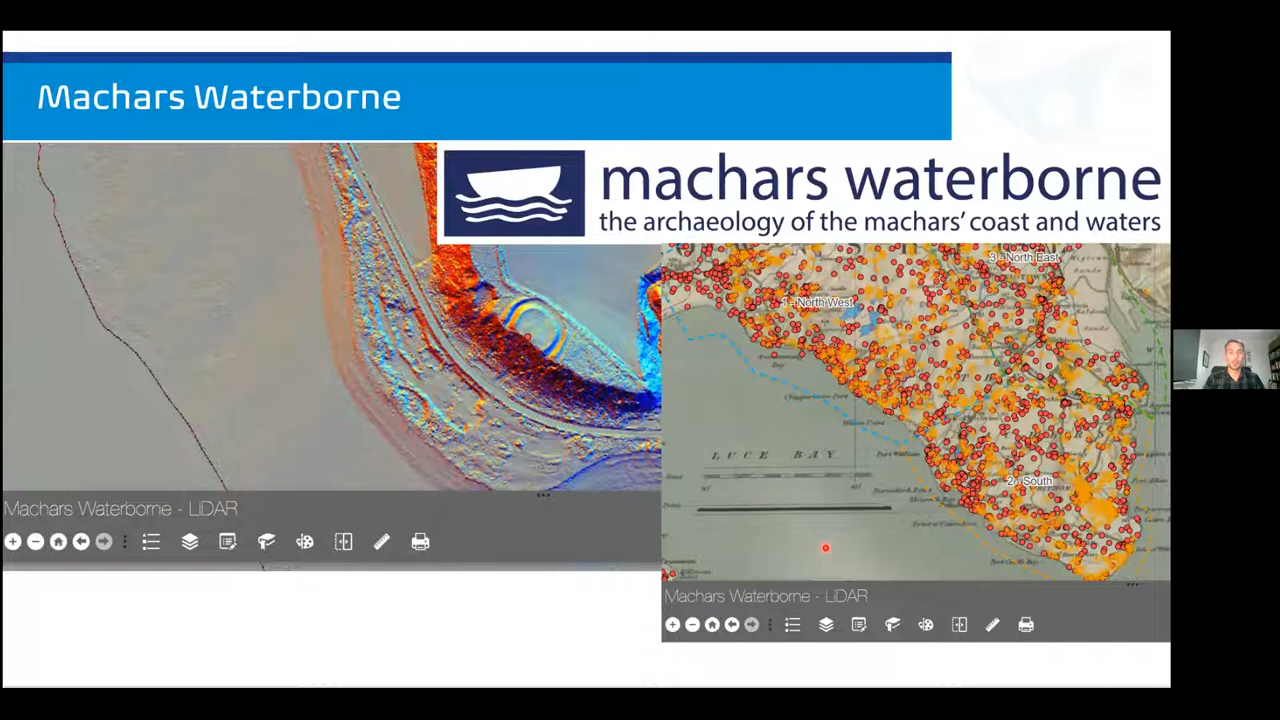 Machars Waterborne
machars waterborne
the archaeology of the machars' coast and waters
3 - North East
1 - North West
LUCE BAY
2 - South
Machars Waterborne - LiDAR
Machars Waterborne - LiDAR